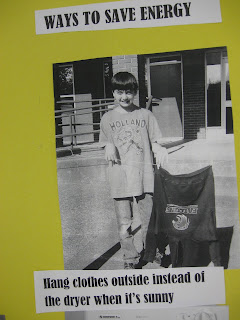 WAYS TO SAVE ENERGY
HOLLAND
Hang clothes outside instead of
the dryer when it's sunny